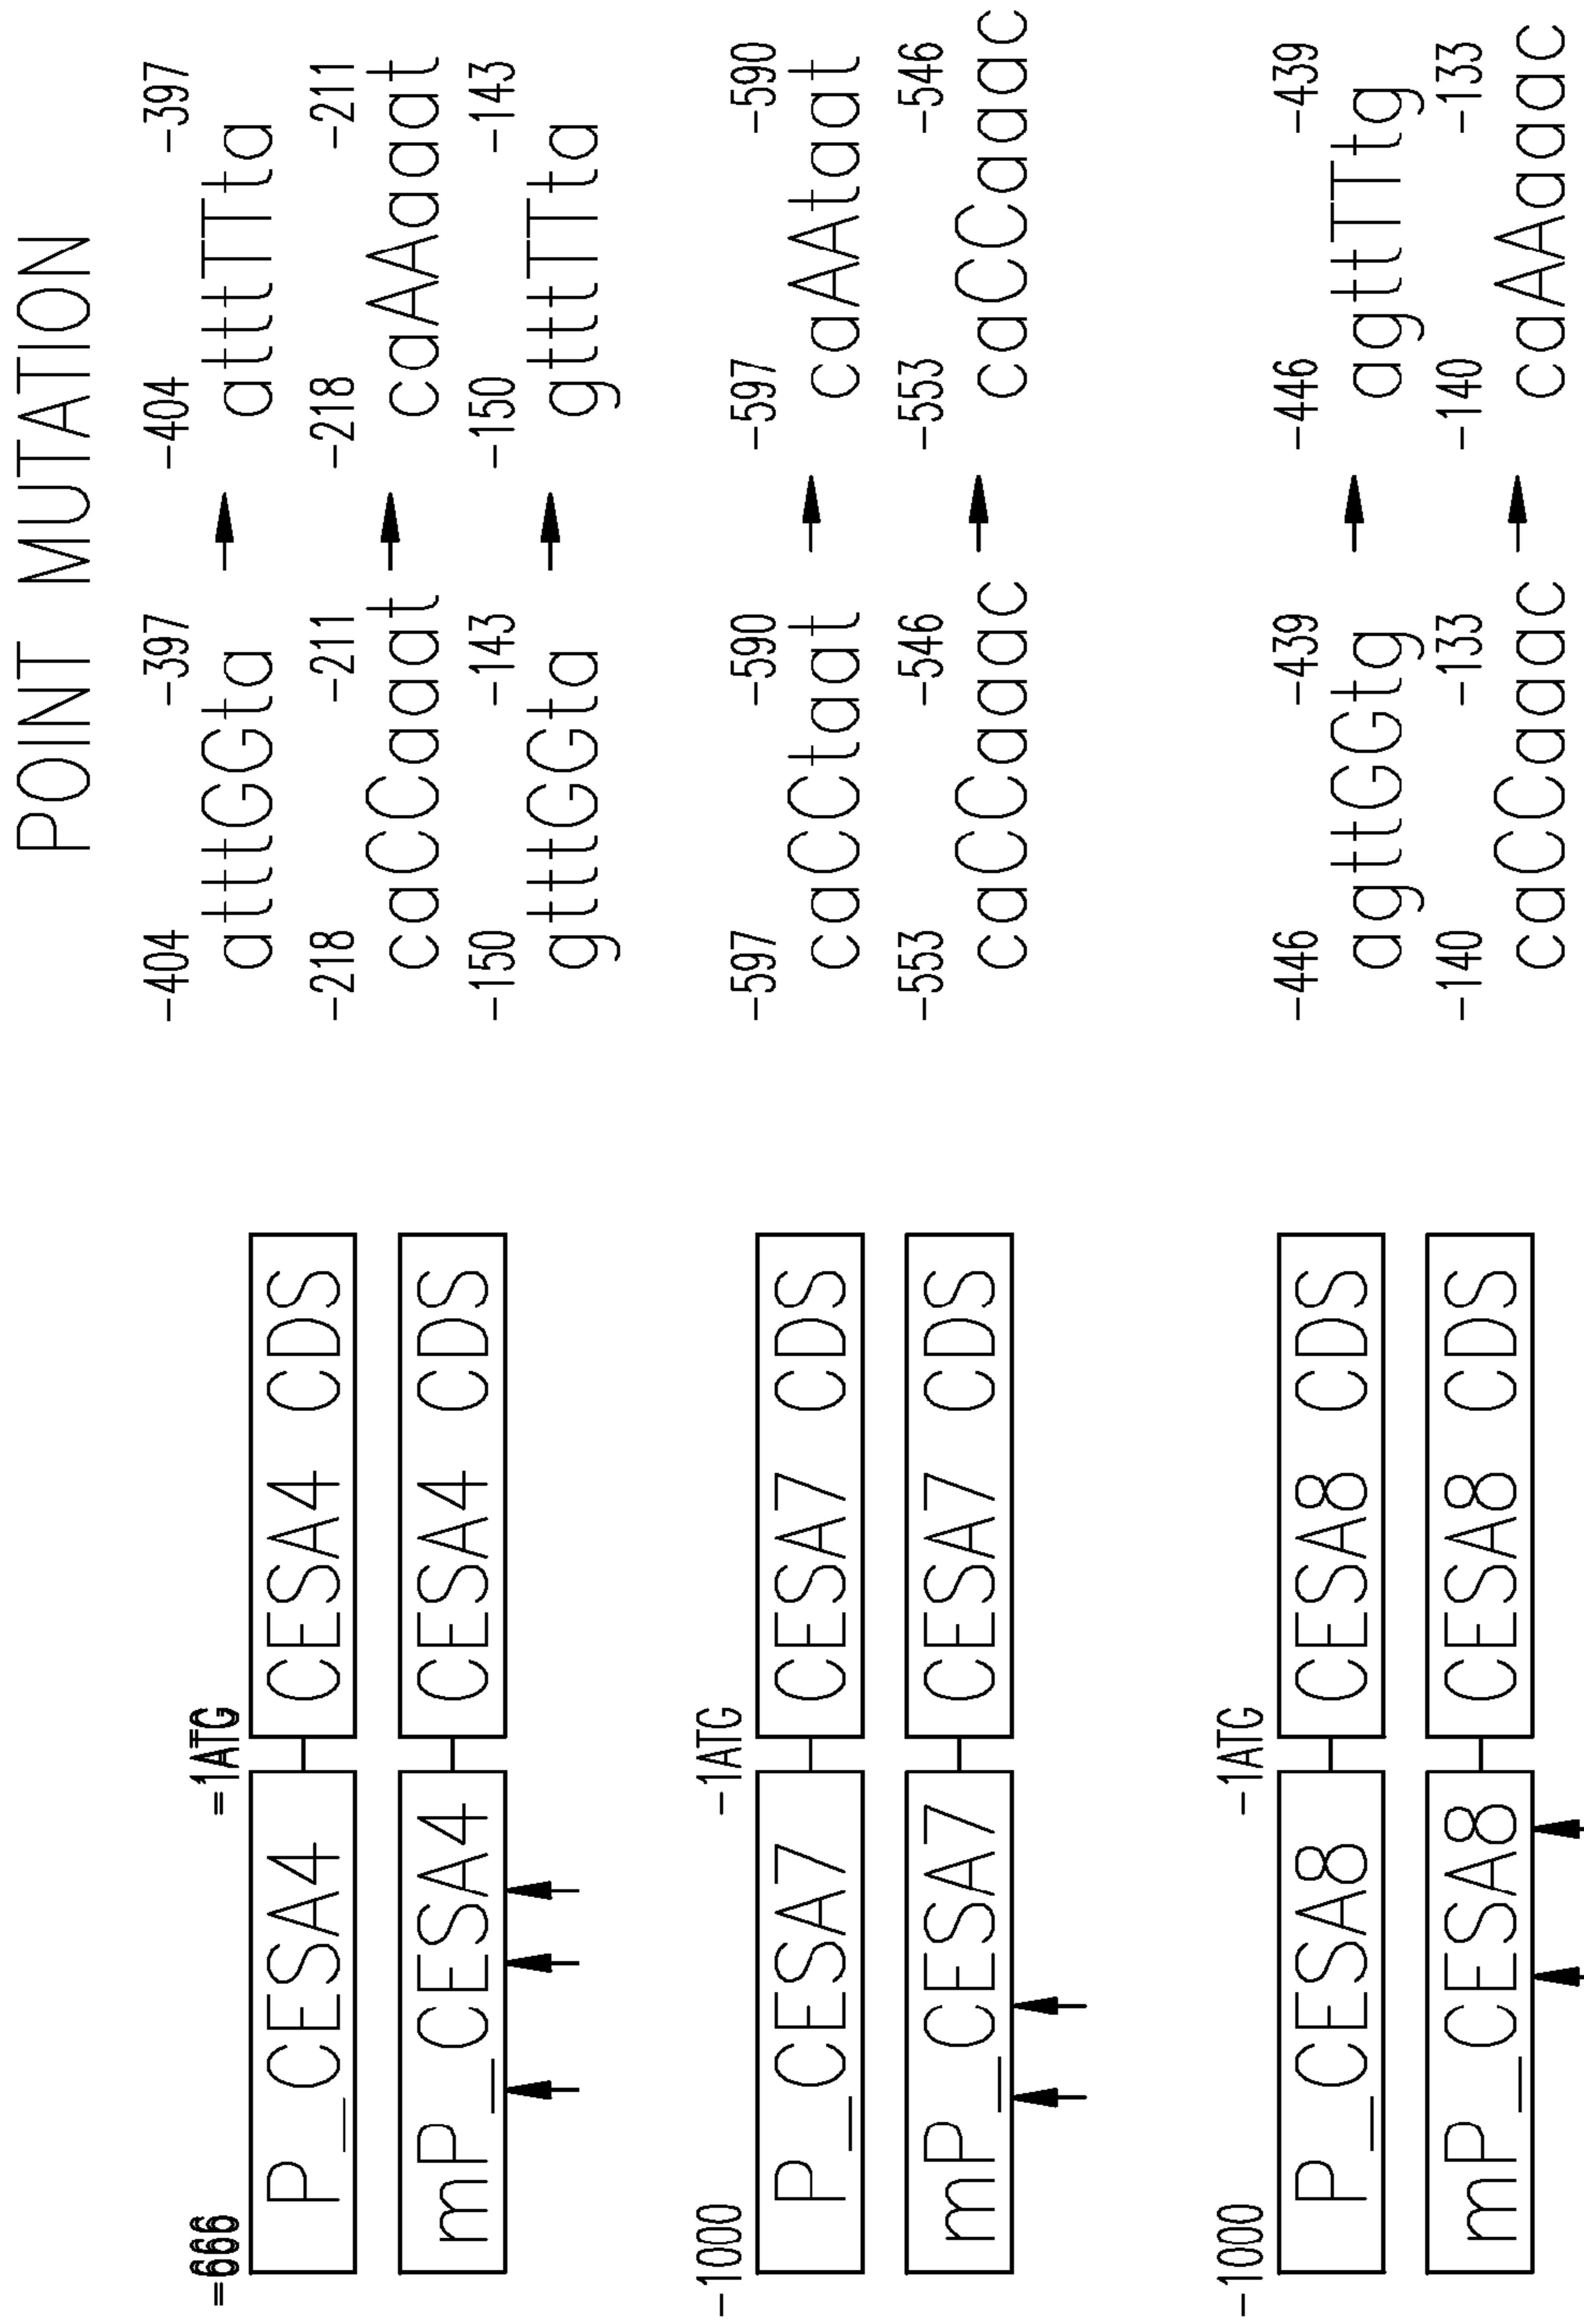 POINT MUTATION
-404 -397 -404 -397
=666 =1ATG
atttGGta atttTTta
P_CESA4 CESA4 CDS
-218 -211 -218 -211
caCCaaat caAAaaat
mP_CESA4 CESA4 CDS
-150 -143 -150 -143
gtttGGta gtttTTta
-1000 -1ATG
-597 -590 -597 -590
caCCtaat caAAtaat
P_CESA7 CESA7 CDS
-553 -546 -553 -546
caCCaaac caCCaaac
mP_CESA7 CESA7 CDS
-1000 -1ATG
-446 -439 -446 -439
agttGGtg agttTTtg
P_CESA8 CESA8 CDS
-140 -133 -140 -133
mP_CESA8 CESA8 CDS
caCCaaac caAAaaac